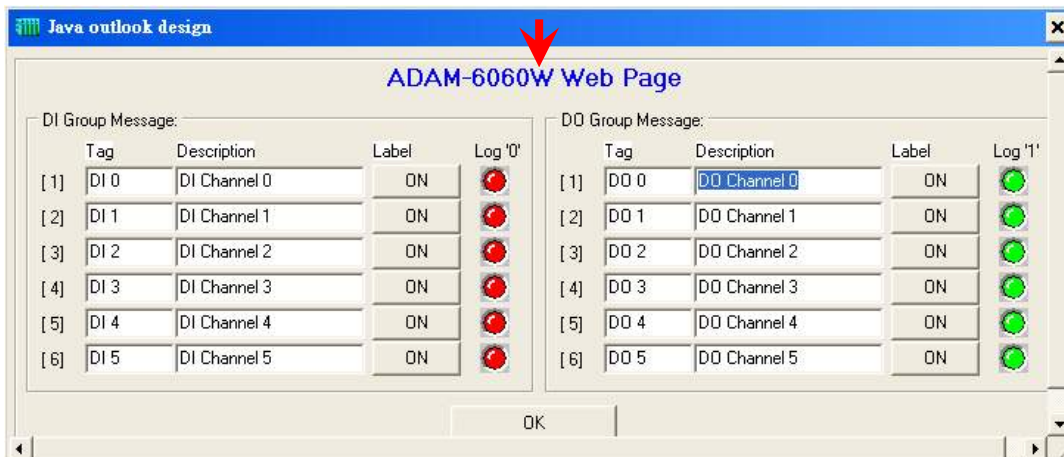 Java outlook design
ADAM-6060W Web Page
DI Group Message:
Tag Description Label Log '0'
[ 1] DI 0 DI Channel 0 ON
[ 2] DI 1 DI Channel 1 ON
[ 3] DI 2 DI Channel 2 ON
[ 4] DI 3 DI Channel 3 ON
[ 5] DI 4 DI Channel 4 ON
[ 6] DI 5 DI Channel 5 ON
DO Group Message:
Tag Description Label Log '1'
[ 1] DO 0 DO Channel 0 ON
[ 2] DO 1 DO Channel 1 ON
[ 3] DO 2 DO Channel 2 ON
[ 4] DO 3 DO Channel 3 ON
[ 5] DO 4 DO Channel 4 ON
[ 6] DO 5 DO Channel 5 ON
OK